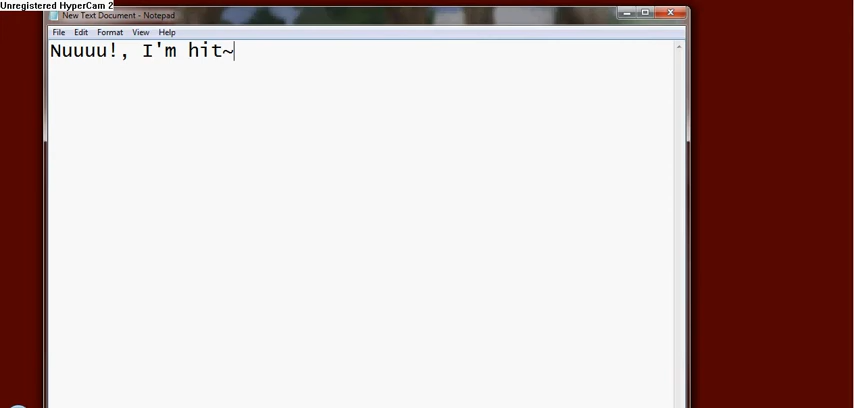 Unregistered HyperCam 2
New Text Document - Notepad
File Edit Format View Help
Nuuuu!, I'm hit~